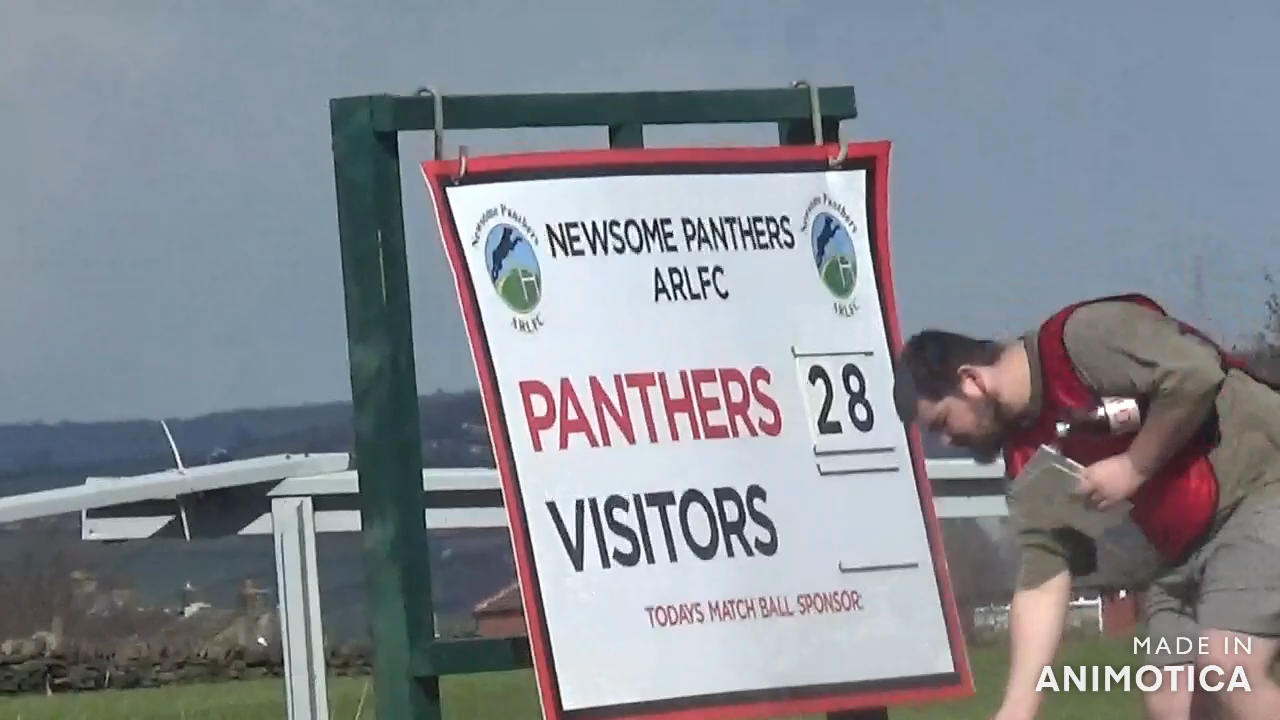 Newsome Panthers
ARLFC
NEWSOME PANTHERS
ARLFC
Newsome Panthers
ARLFC
PANTHERS 28
VISITORS
TODAYS MATCH BALL SPONSOR:
MADE IN
ANIMOTICA